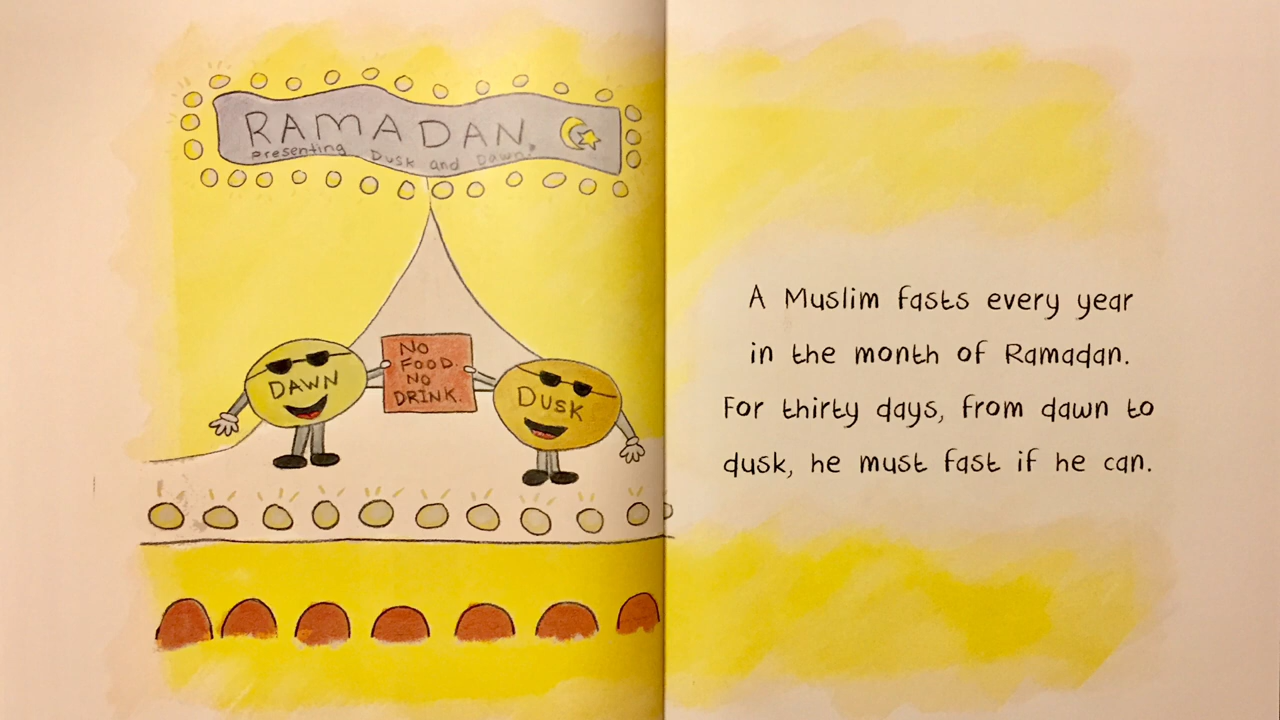 RAMADAN
presenting Dusk and Dawn!
DAWN
NO
FOOD.
NO
DRINK.
DUSK
A Muslim fasts every year
in the month of Ramadan.
For thirty days, from dawn to
dusk, he must fast if he can.